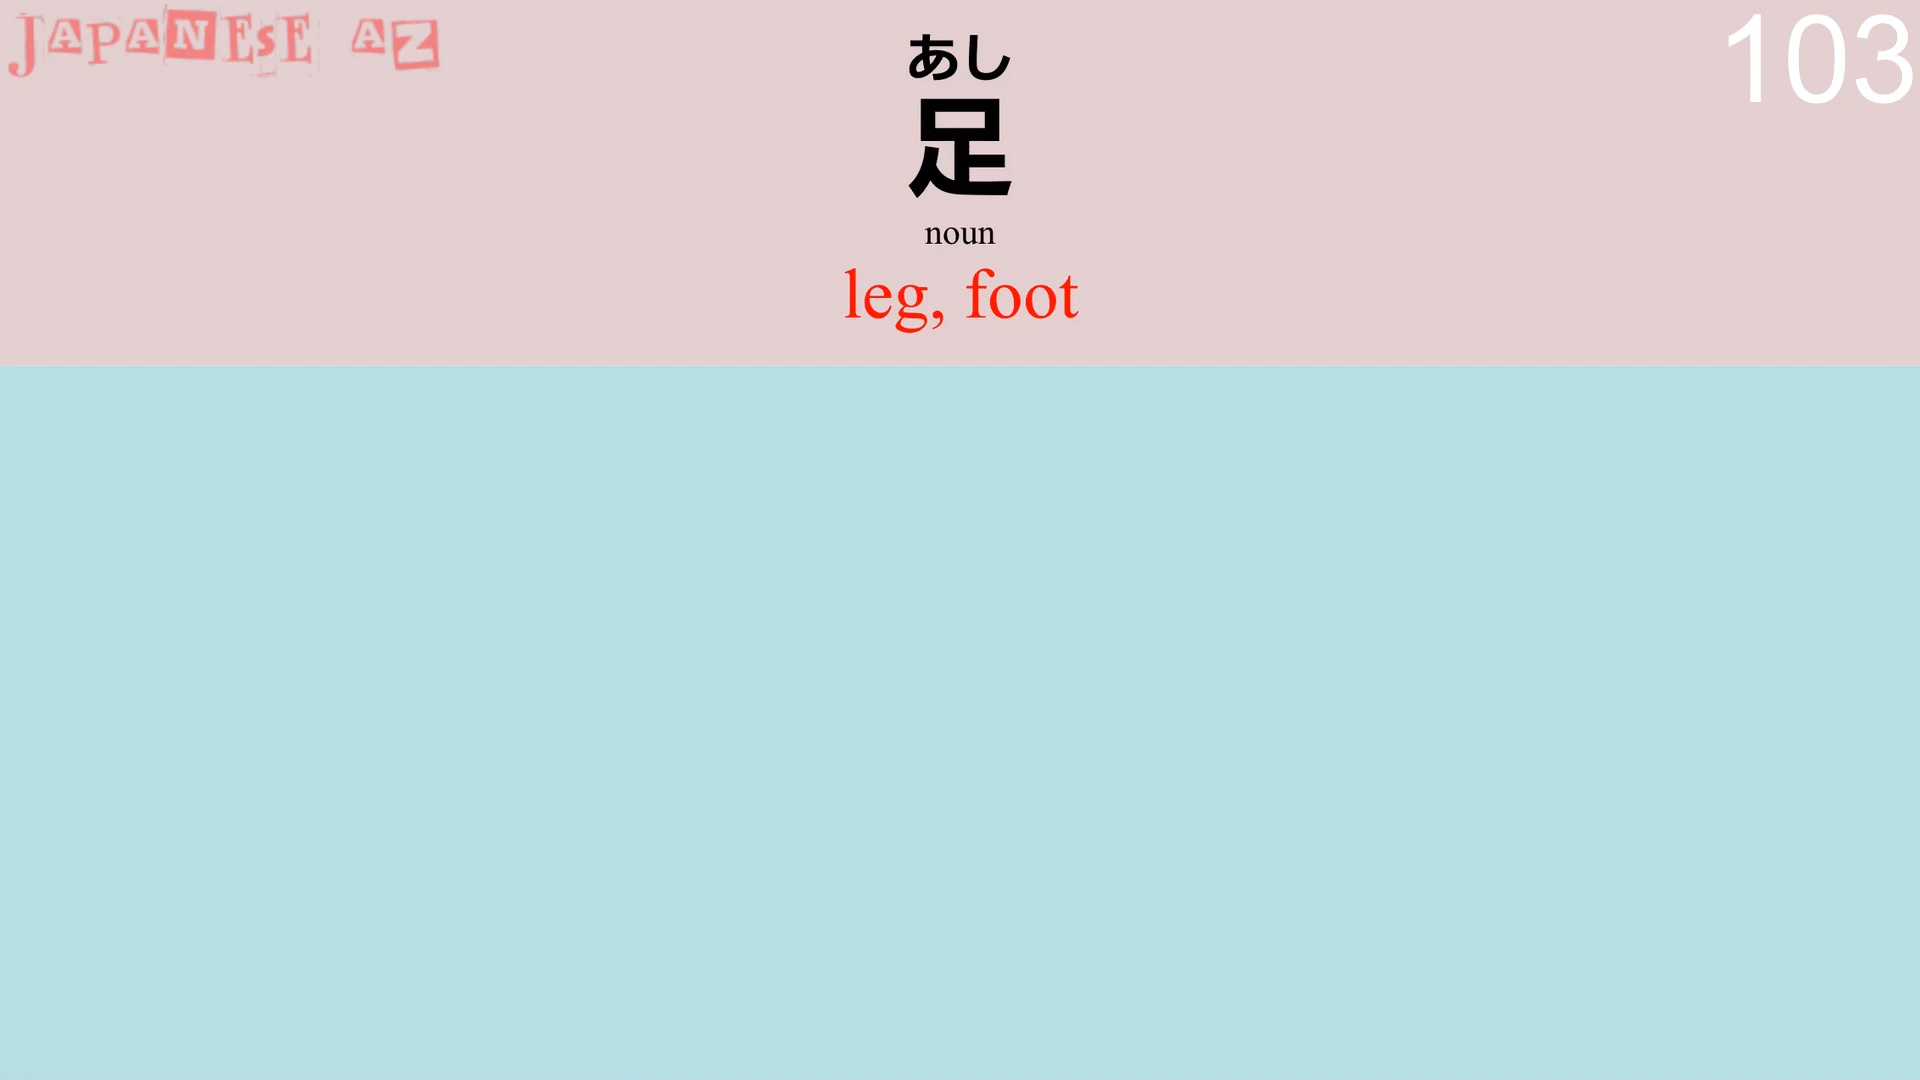 JAPANESE AZ
103
あし
足
noun
leg, foot